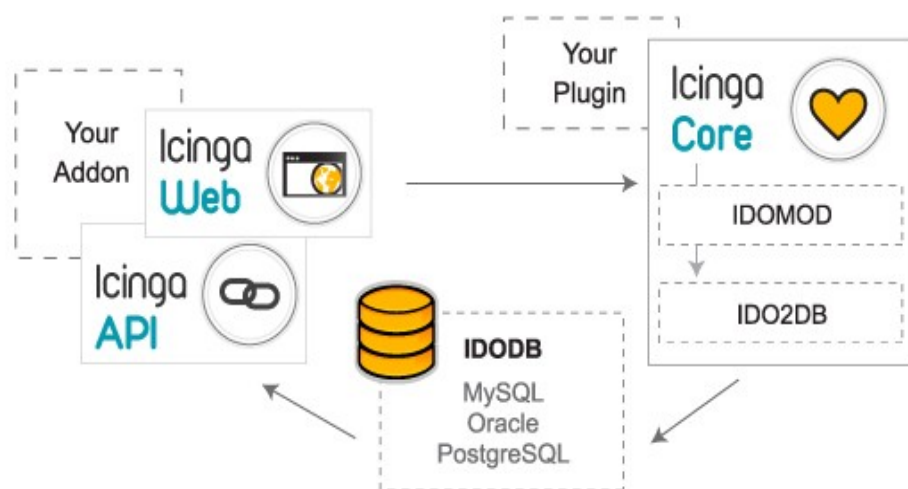 Your
Addon
Icinga
Web
Icinga
API
Your
Plugin
Icinga
Core
IDOMOD
IDO2DB
IDODB
MySQL
Oracle
PostgreSQL